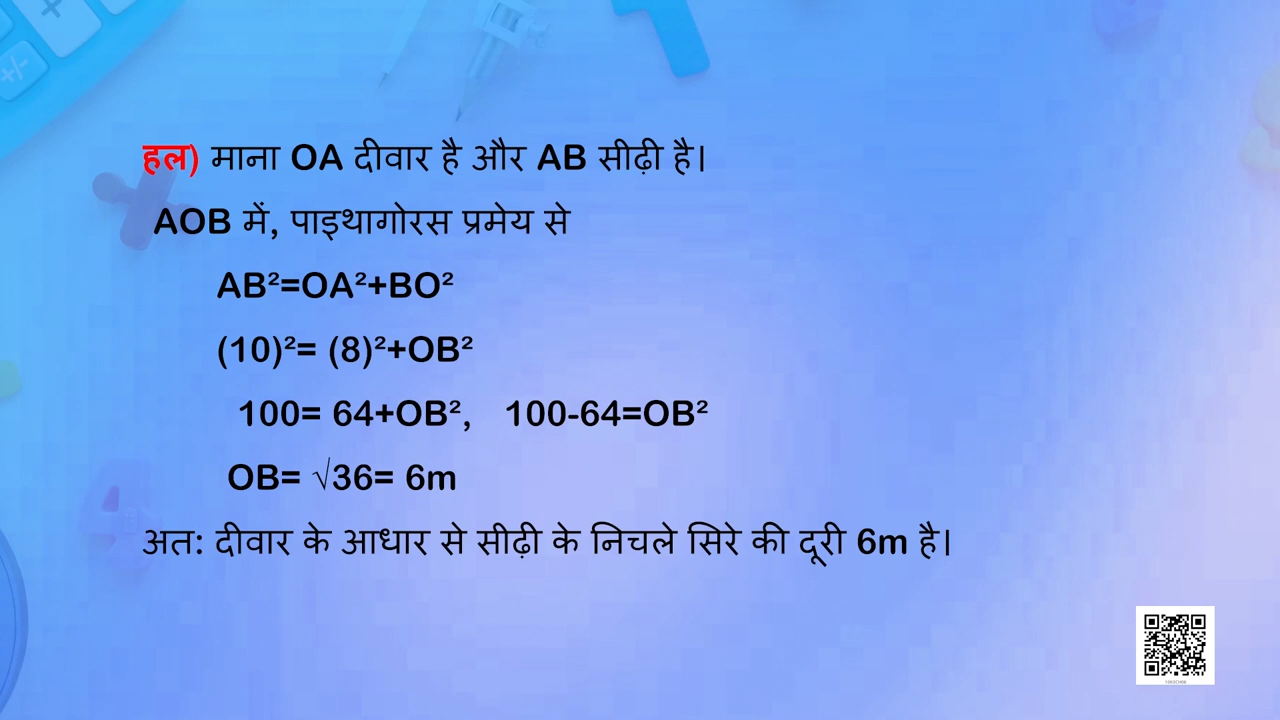 हल) माना OA दीवार है और AB सीढ़ी है।
AOB में, पाइथागोरस प्रमेय से
AB²=OA²+BO²
(10)²= (8)²+OB²
100= 64+OB², 100-64=OB²
OB= √36= 6m
अत: दीवार के आधार से सीढ़ी के निचले सिरे की दूरी 6m है।